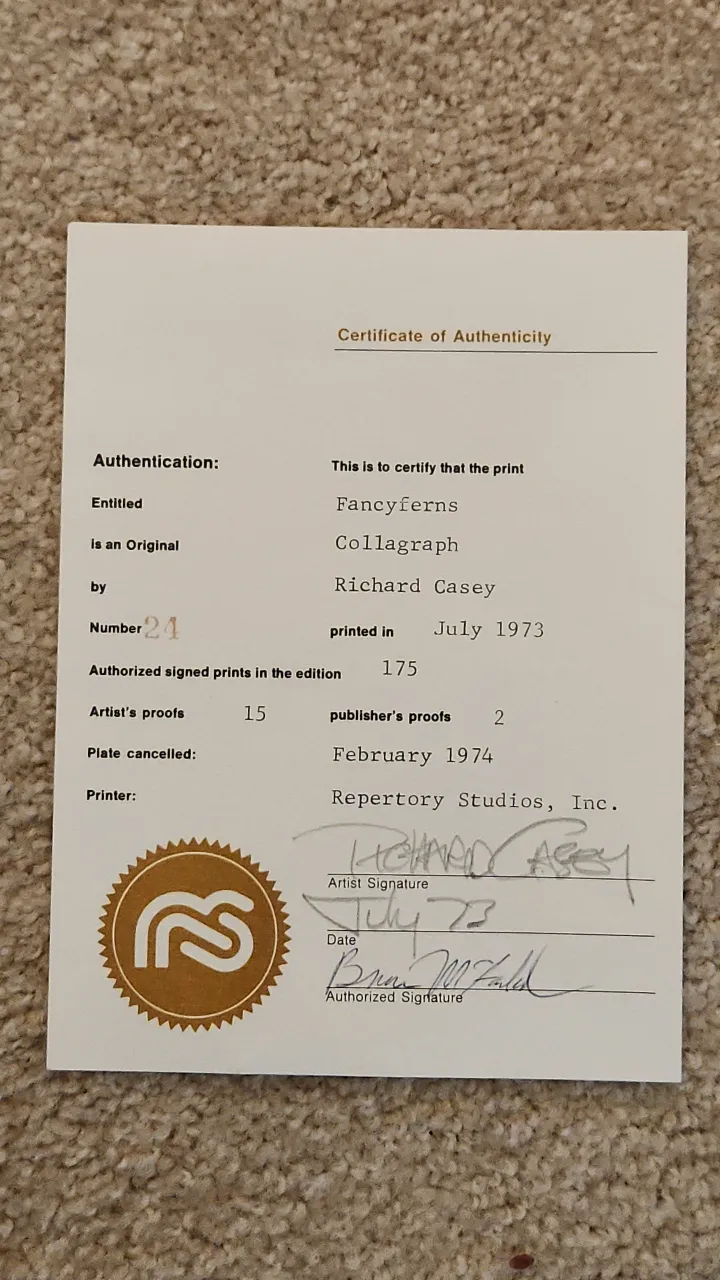 Certificate of Authenticity
Authentication: This is to certify that the print
Entitled Fancyferns
is an Original Collagraph
by Richard Casey
Number 24 printed in July 1973
Authorized signed prints in the edition 175
Artist's proofs 15 publisher's proofs 2
Plate cancelled: February 1974
Printer: Repertory Studios, Inc.
RICHARD CASEY
Artist Signature
July 73
Date
Brian
Authorized Signature
rs